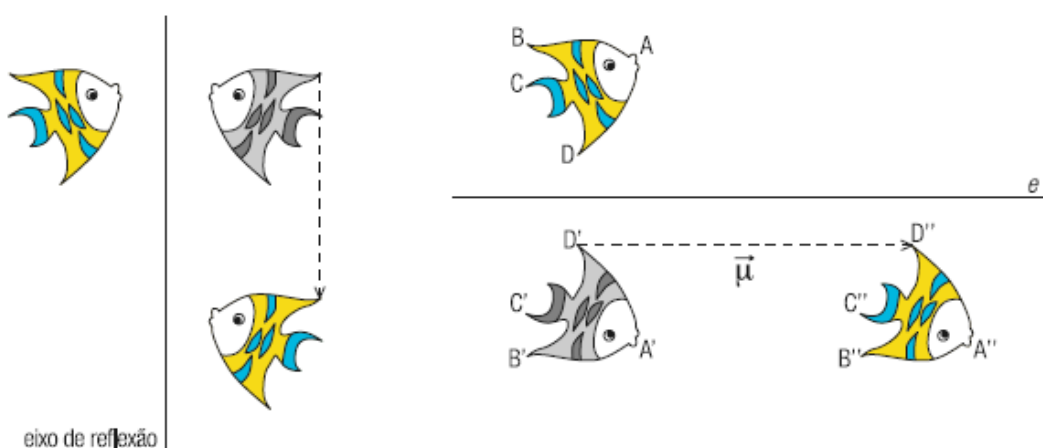 B
A
C
D
e
D'
D''
μ
C'
C''
B'
A'
B''
A''
eixo de reflexão